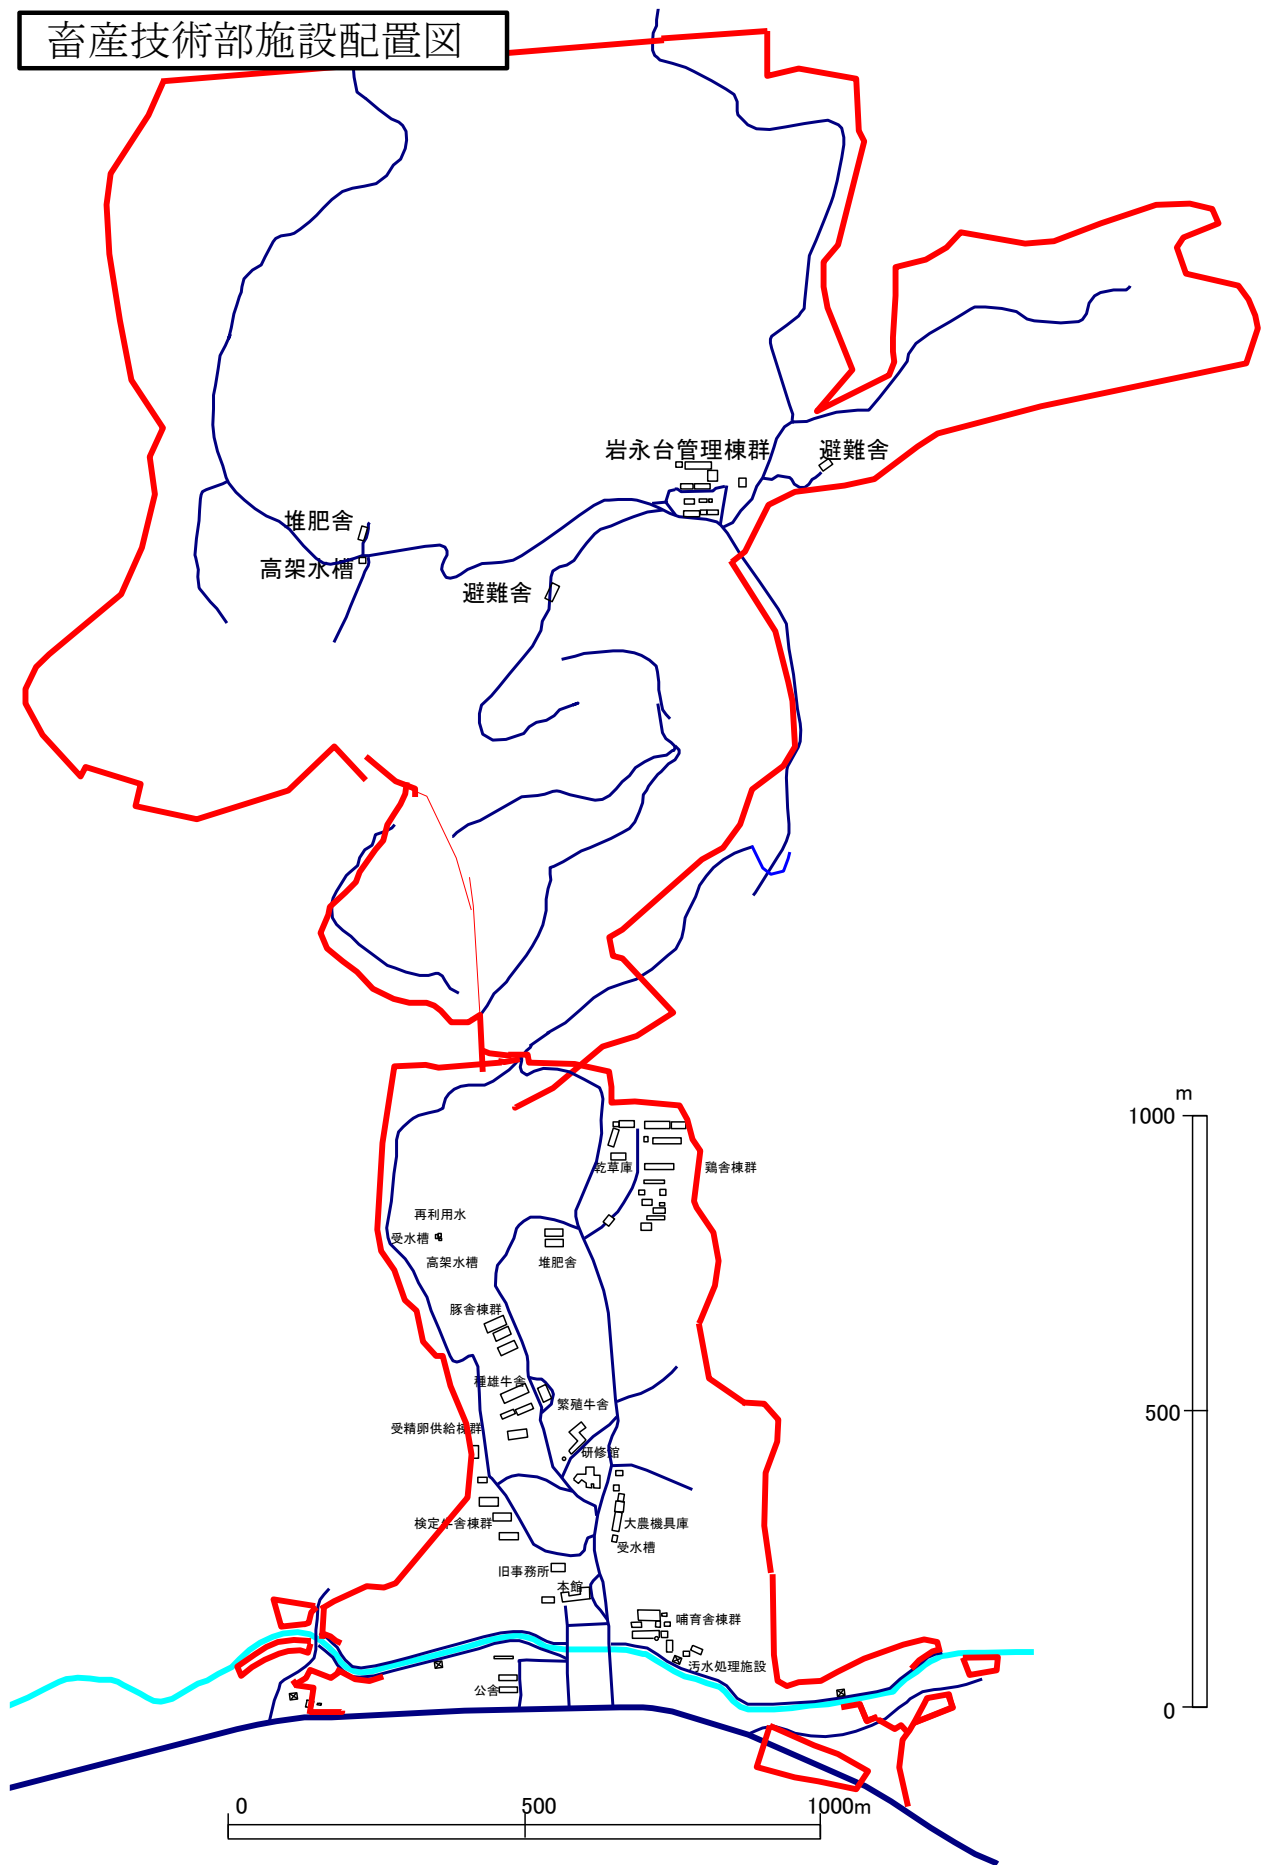 畜産技術部施設配置図
岩永台管理棟群
避難舎
堆肥舎
高架水槽
避難舎
m
1000
500
0
乾草庫
鶏舎棟群
再利用水
受水槽
高架水槽
堆肥舎
豚舎棟群
種雄牛舎
繁殖牛舎
受精卵供給棟群
研修館
検定牛舎棟群
大農機具庫
受水槽
旧事務所
本館
哺育舎棟群
汚水処理施設
公舎
0
500
1000m